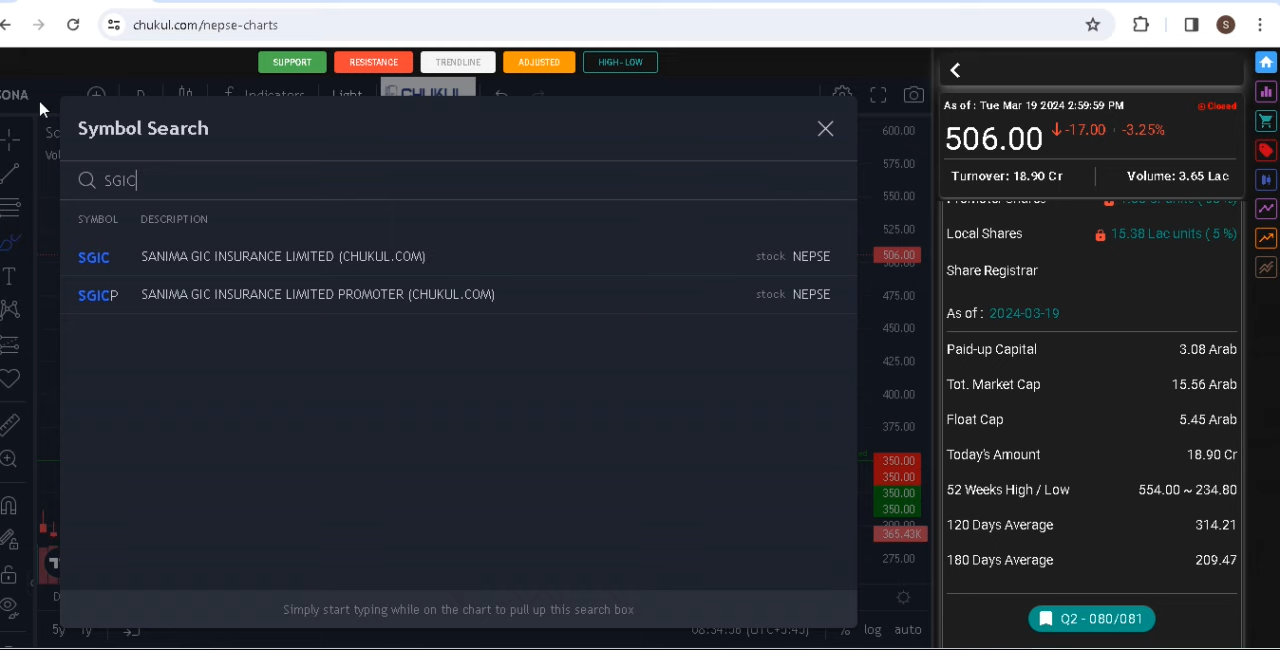 chukul.com/nepse-charts
S
SUPPORT RESISTANCE TRENDLINE ADJUSTED HIGH-LOW
SONA D Indicators Light CHUKUL
Symbol Search
SGIC
SYMBOL DESCRIPTION
SGIC SANIMA GIC INSURANCE LIMITED (CHUKUL.COM) stock NEPSE
SGICP SANIMA GIC INSURANCE LIMITED PROMOTER (CHUKUL.COM) stock NEPSE
Simply start typing while on the chart to pull up this search box
5y 1y
% log auto
600.00
575.00
550.00
525.00
506.00
500.00
475.00
450.00
425.00
400.00
375.00
350.00
350.00
350.00
350.00
300.00
365.43K
275.00
As of : Tue Mar 19 2024 2:59:59 PM Closed
506.00 -17.00 -3.25%
Turnover: 18.90 Cr Volume: 3.65 Lac
Local Shares 15.38 Lac units ( 5 %)
Share Registrar
As of : 2024-03-19
Paid-up Capital 3.08 Arab
Tot. Market Cap 15.56 Arab
Float Cap 5.45 Arab
Today's Amount 18.90 Cr
52 Weeks High / Low 554.00 ~ 234.80
120 Days Average 314.21
180 Days Average 209.47
Q2 - 080/081